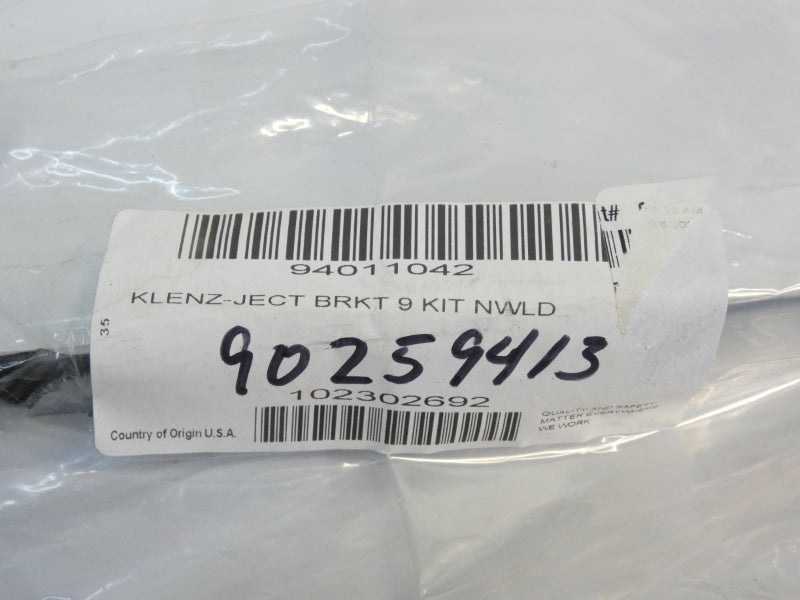 t#
94011042
KLENZ-JECT BRKT 9 KIT NWLD
35
90259413
102302692
Country of Origin U.S.A.
QUALITY AND SAFETY
MATTER EVERYWHERE
WE WORK